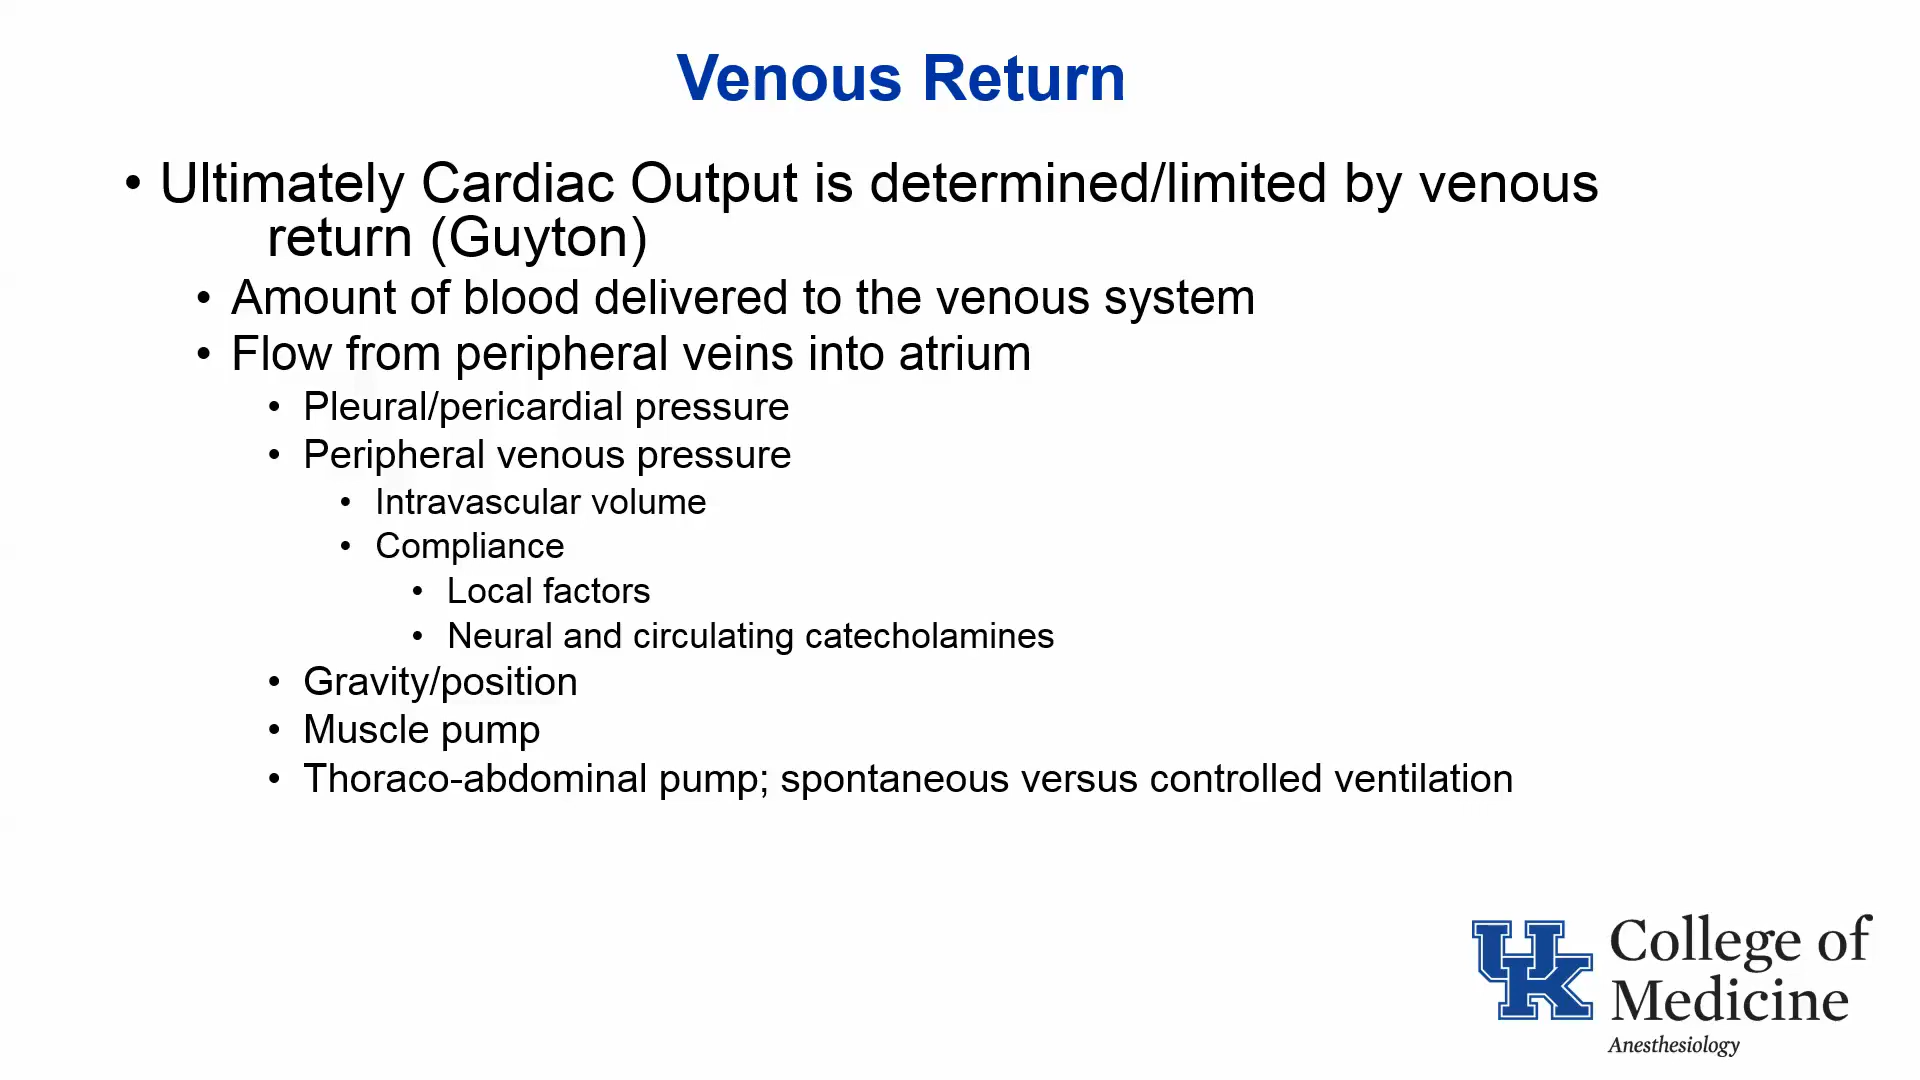 Venous Return
• Ultimately Cardiac Output is determined/limited by venous
return (Guyton)
• Amount of blood delivered to the venous system
• Flow from peripheral veins into atrium
• Pleural/pericardial pressure
• Peripheral venous pressure
• Intravascular volume
• Compliance
• Local factors
• Neural and circulating catecholamines
• Gravity/position
• Muscle pump
• Thoraco-abdominal pump; spontaneous versus controlled ventilation
UK
College of
Medicine
Anesthesiology